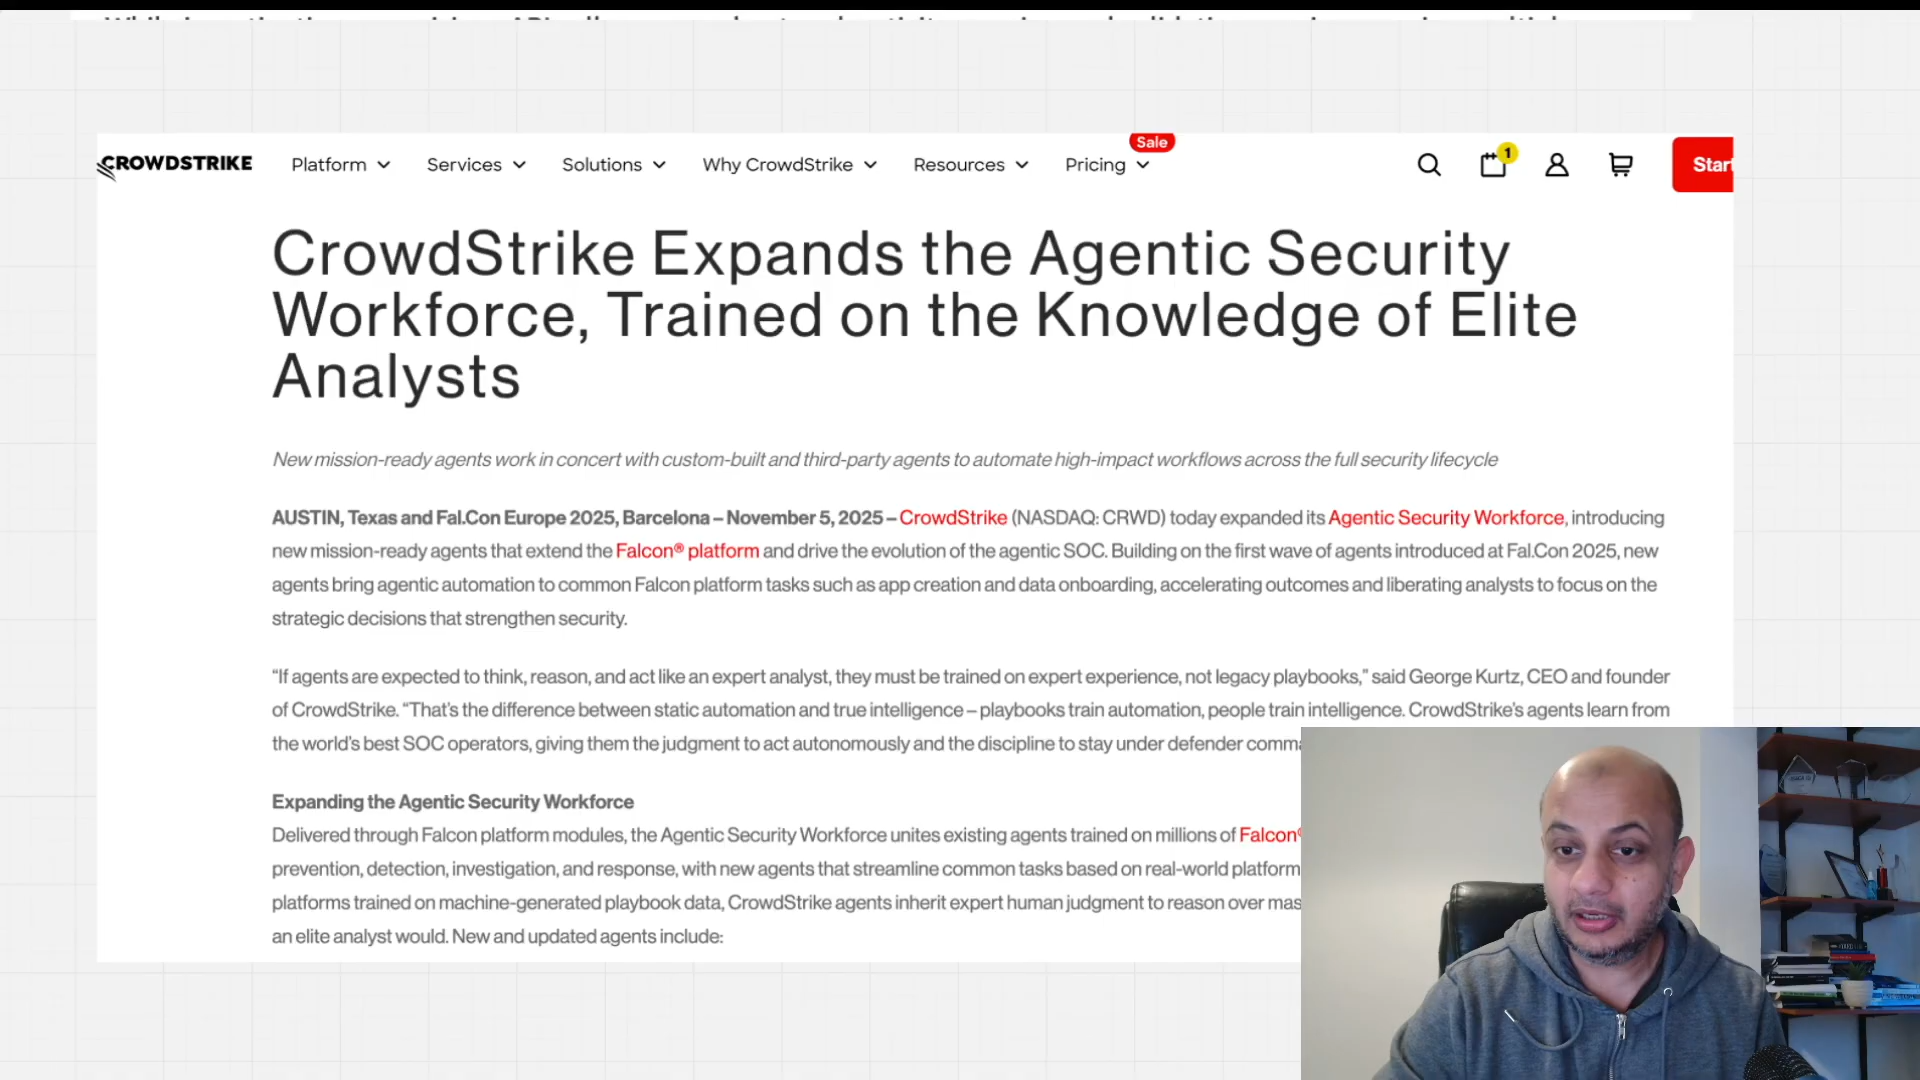 CROWDSTRIKE Platform Services Solutions Why CrowdStrike Resources Pricing Sale 1
CrowdStrike Expands the Agentic Security
Workforce, Trained on the Knowledge of Elite
Analysts
New mission-ready agents work in concert with custom-built and third-party agents to automate high-impact workflows across the full security lifecycle
AUSTIN, Texas and Fal.Con Europe 2025, Barcelona – November 5, 2025 – CrowdStrike (NASDAQ: CRWD) today expanded its Agentic Security Workforce, introducing
new mission-ready agents that extend the Falcon® platform and drive the evolution of the agentic SOC. Building on the first wave of agents introduced at Fal.Con 2025, new
agents bring agentic automation to common Falcon platform tasks such as app creation and data onboarding, accelerating outcomes and liberating analysts to focus on the
strategic decisions that strengthen security.
“If agents are expected to think, reason, and act like an expert analyst, they must be trained on expert experience, not legacy playbooks,” said George Kurtz, CEO and founder
of CrowdStrike. “That’s the difference between static automation and true intelligence – playbooks train automation, people train intelligence. CrowdStrike’s agents learn from
the world’s best SOC operators, giving them the judgment to act autonomously and the discipline to stay under defender
Expanding the Agentic Security Workforce
Delivered through Falcon platform modules, the Agentic Security Workforce unites existing agents trained on millions of Falcon®
prevention, detection, investigation, and response, with new agents that streamline common tasks based on real-world platform
platforms trained on machine-generated playbook data, CrowdStrike agents inherit expert human judgment to reason over
an elite analyst would. New and updated agents include: